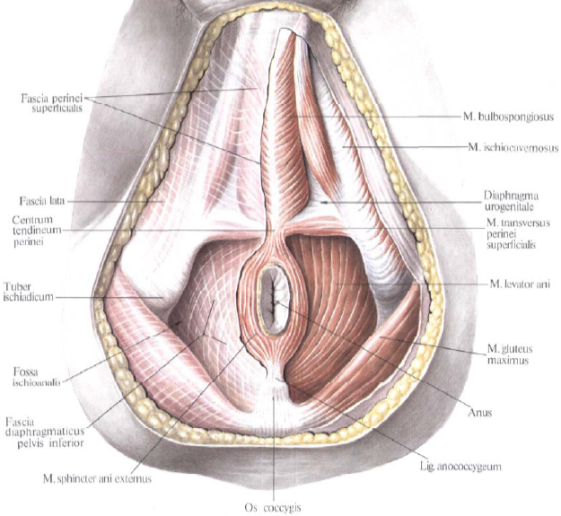 Fascia perinei
superficialis
Fascia lata
Centrum
tendineum
perinei
Tuber
ischiadicum
Fossa
ischioanalis
Fascia
diaphragmaticus
pelvis inferior
M. sphincter ani externus
Os coccygis
M. bulbospongiosus
M. ischiocavernosus
Diaphragma
urogenitale
M. transversus
perinei
superficialis
M. levator ani
M. gluteus
maximus
Anus
Lig. anococcygeum